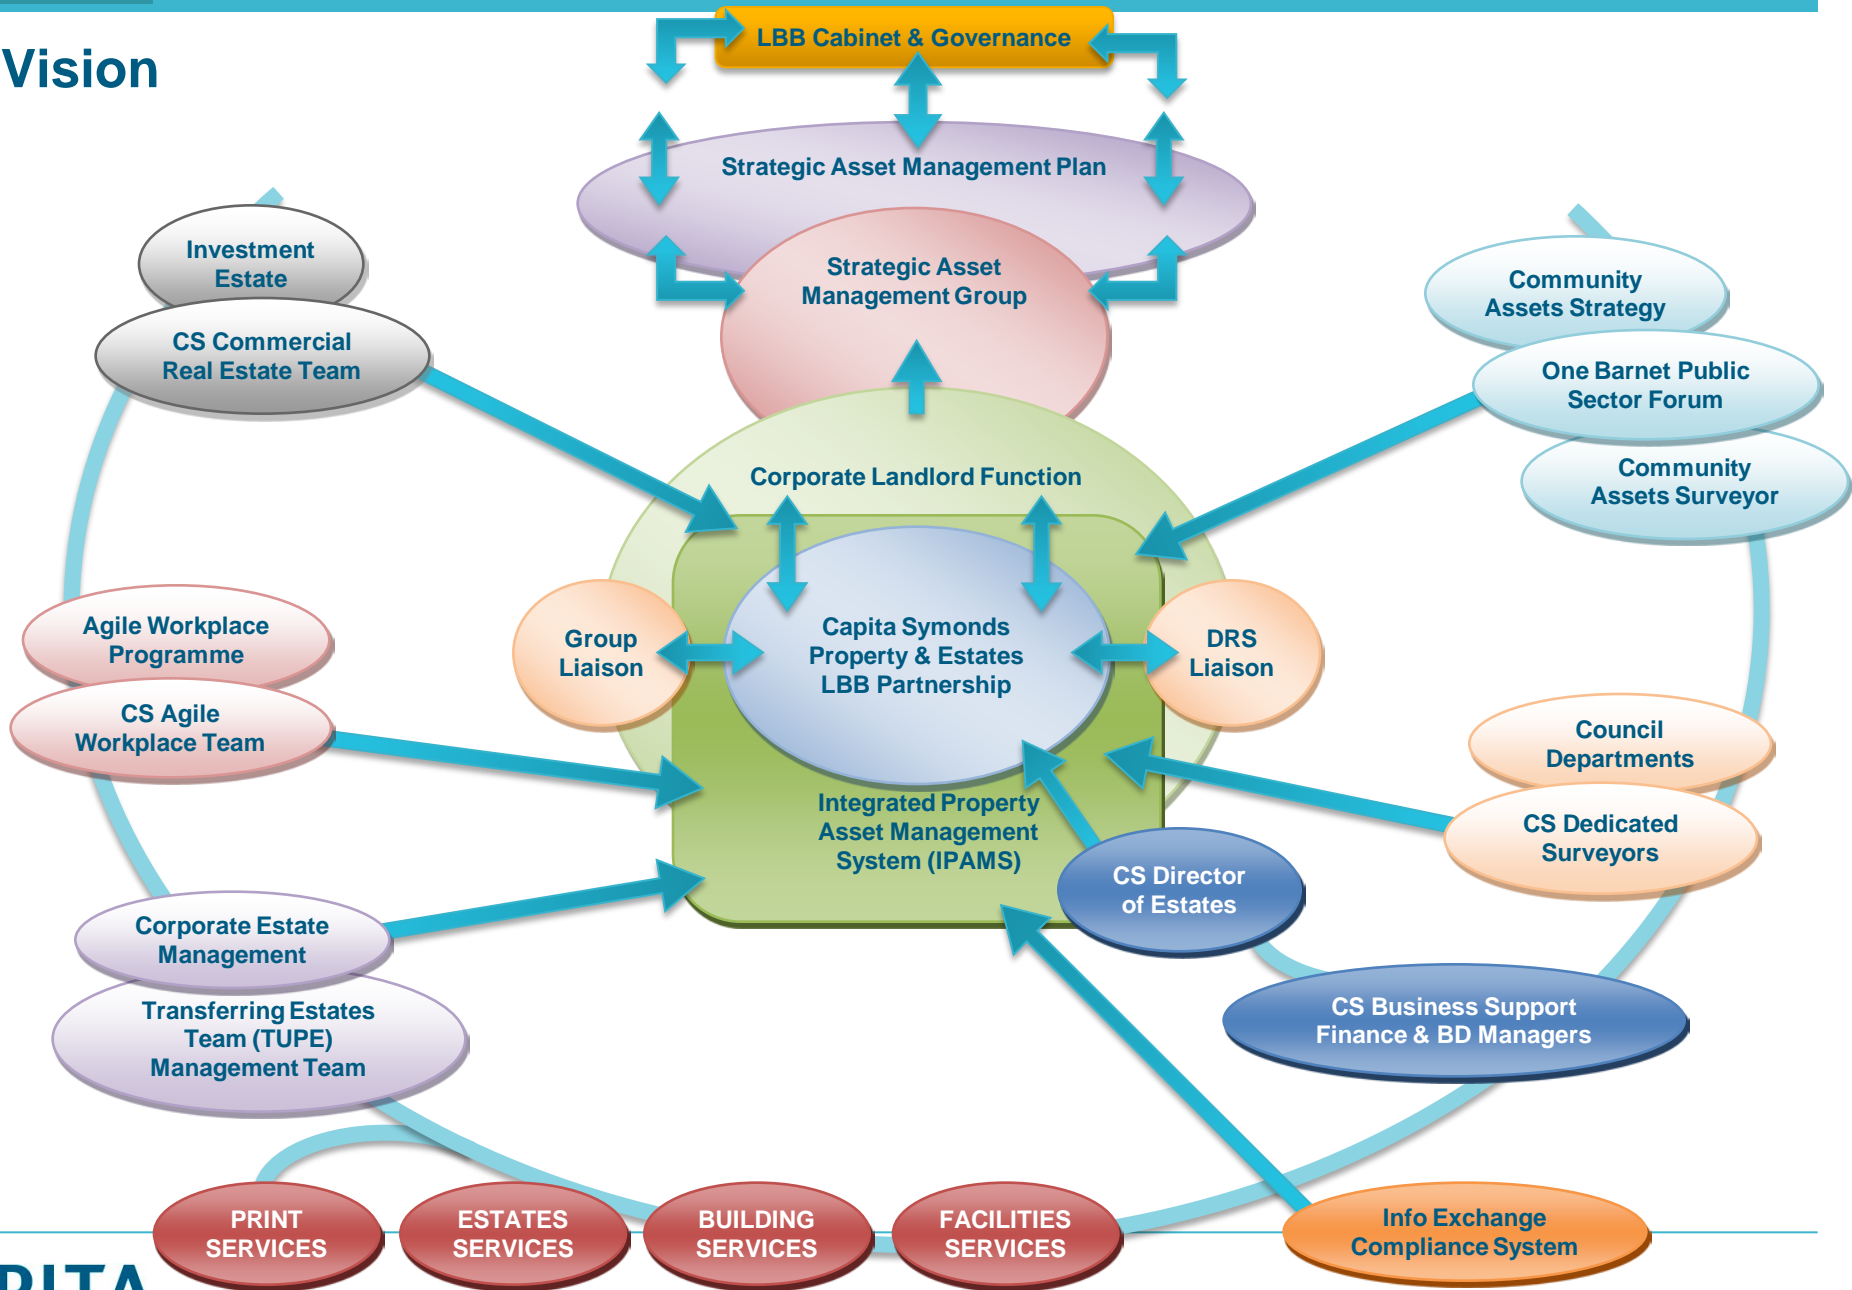 Vision
LBB Cabinet & Governance
Strategic Asset Management Plan
Strategic Asset
Management Group
Investment
Estate
CS Commercial
Real Estate Team
Community
Assets Strategy
One Barnet Public
Sector Forum
Community
Assets Surveyor
Corporate Landlord Function
Agile Workplace
Programme
CS Agile
Workplace Team
Group
Liaison
Capita Symonds
Property & Estates
LBB Partnership
DRS
Liaison
Council
Departments
CS Dedicated
Surveyors
Integrated Property
Asset Management
System (IPAMS)
CS Director
of Estates
Corporate Estate
Management
Transferring Estates
Team (TUPE)
Management Team
CS Business Support
Finance & BD Managers
PRINT
SERVICES
ESTATES
SERVICES
BUILDING
SERVICES
FACILITIES
SERVICES
Info Exchange
Compliance System